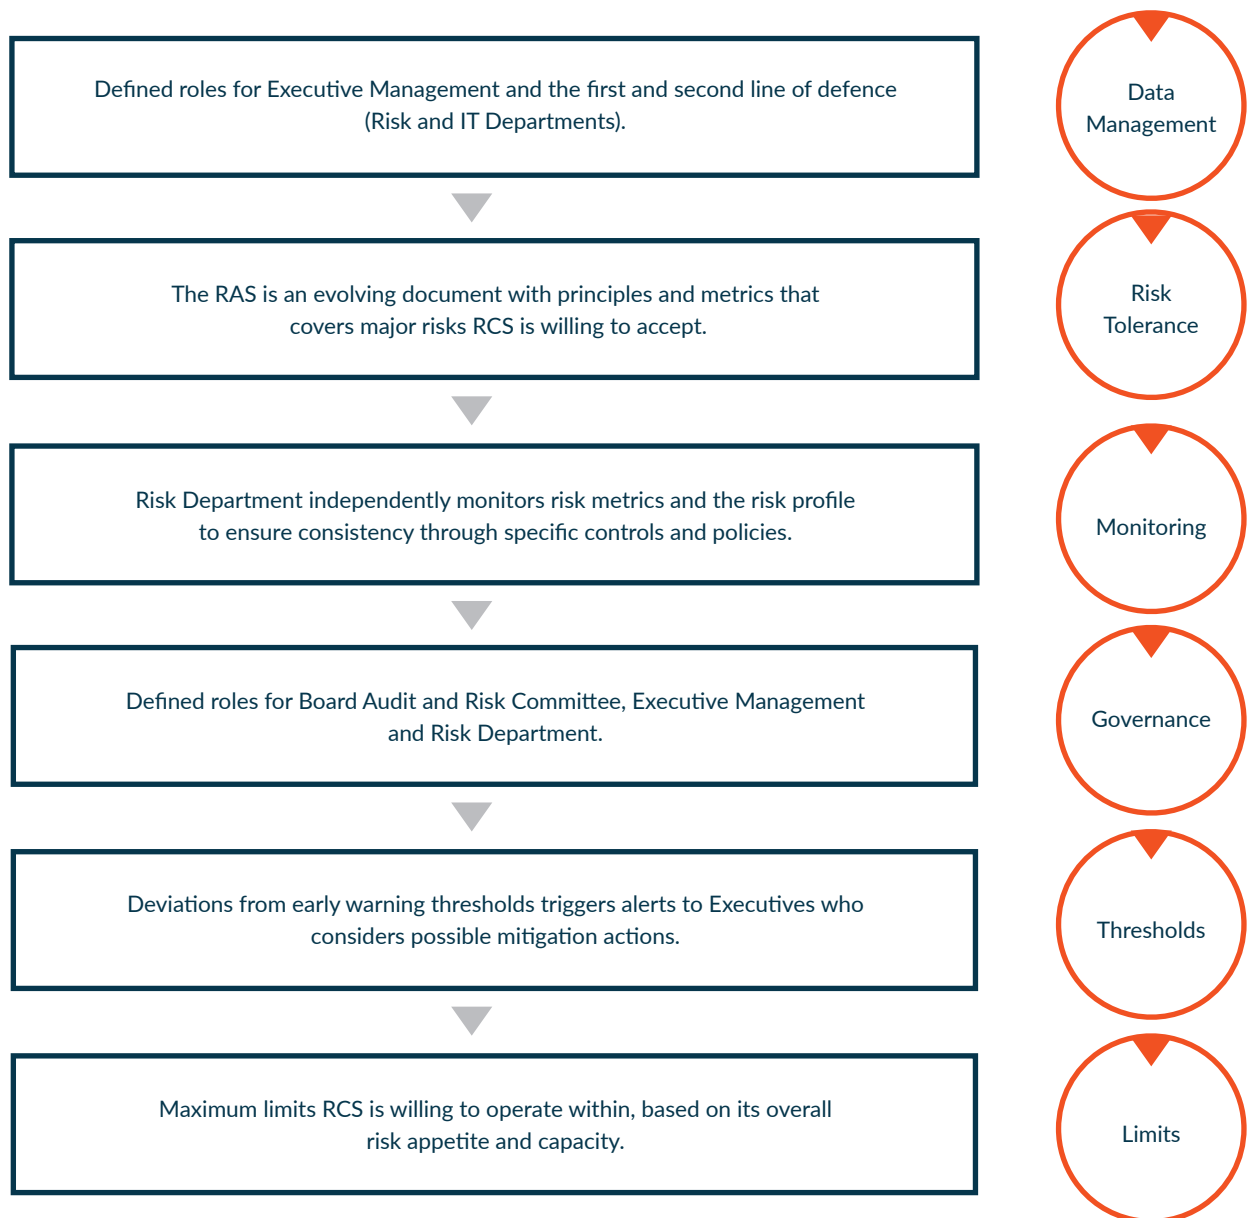 Defined roles for Executive Management and the first and second line of defence
(Risk and IT Departments).
Data
Management
The RAS is an evolving document with principles and metrics that
covers major risks RCS is willing to accept.
Risk
Tolerance
Risk Department independently monitors risk metrics and the risk profile
to ensure consistency through specific controls and policies.
Monitoring
Defined roles for Board Audit and Risk Committee, Executive Management
and Risk Department.
Governance
Deviations from early warning thresholds triggers alerts to Executives who
considers possible mitigation actions.
Thresholds
Maximum limits RCS is willing to operate within, based on its overall
risk appetite and capacity.
Limits